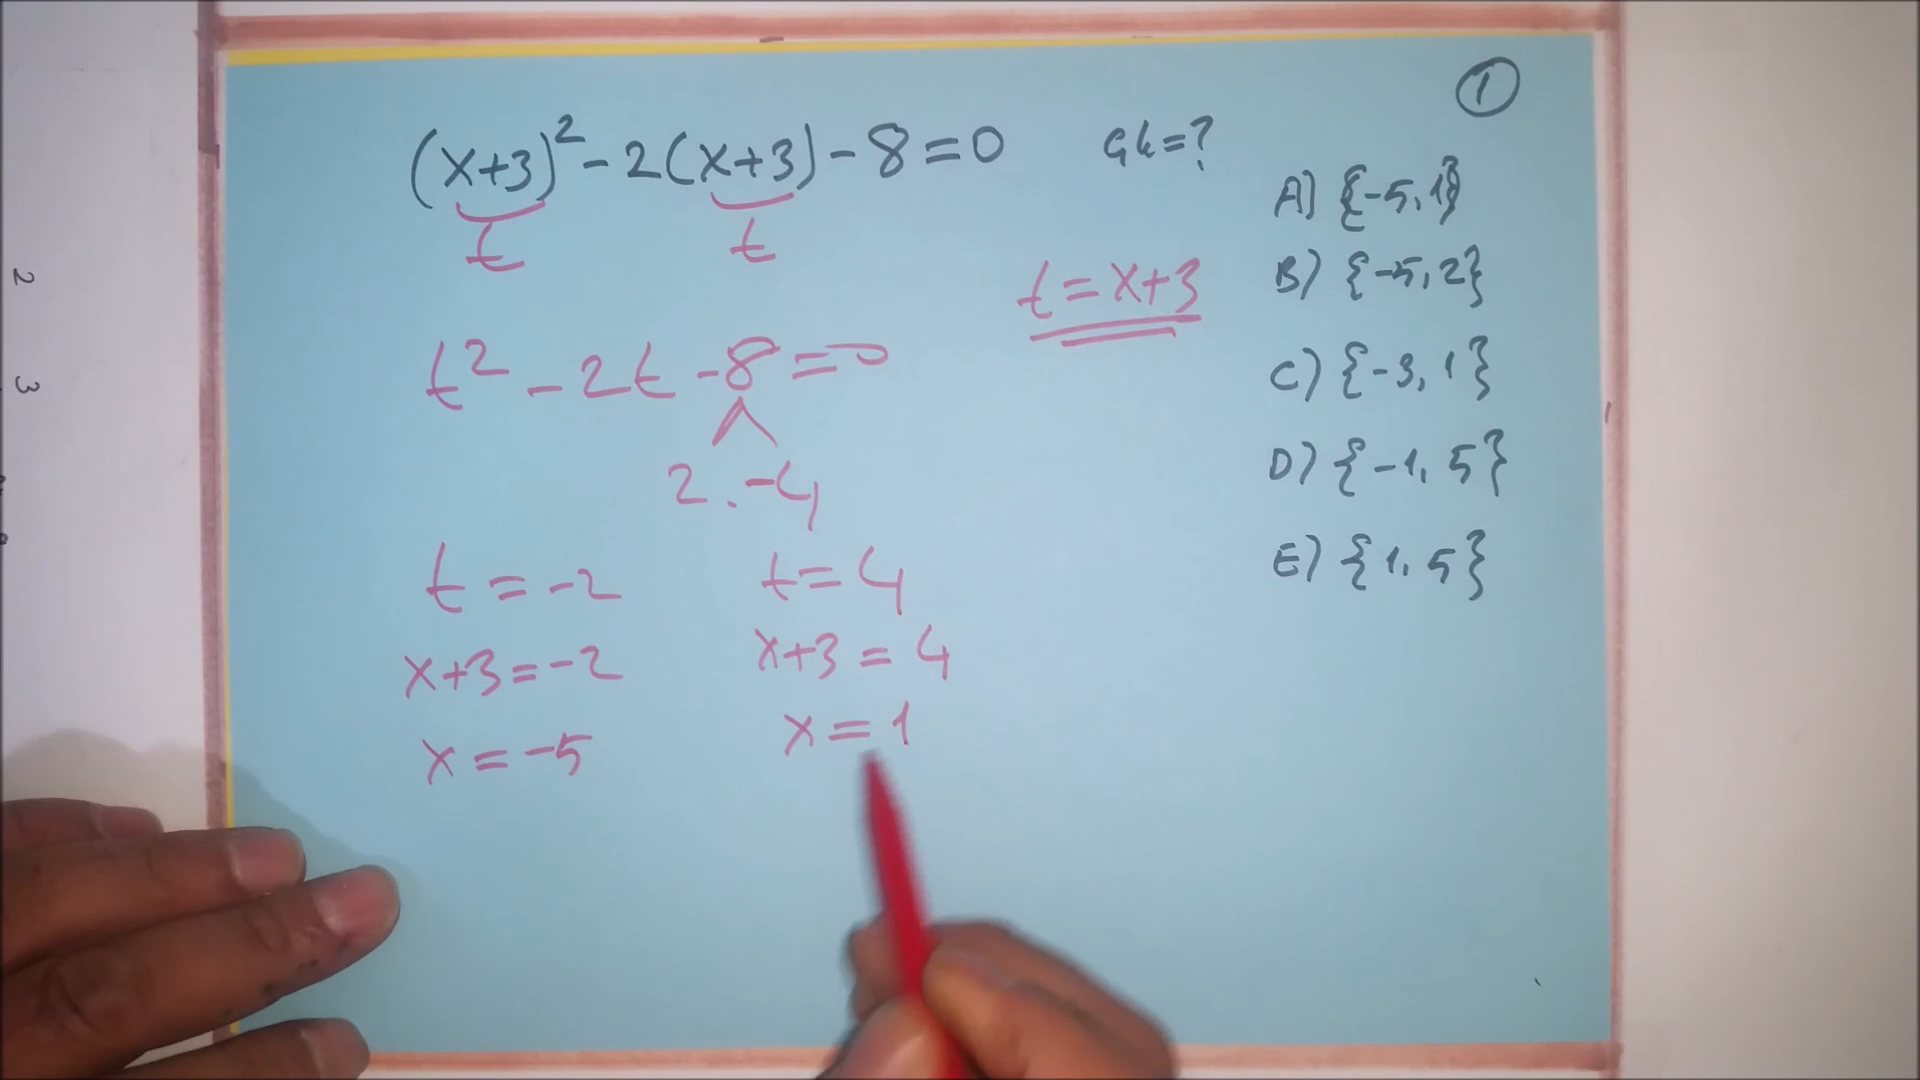 ①
(x+3)² - 2(x+3) - 8 = 0 ÇK=?
t t
A) {-5, 1}
B) {-5, 2}
t = x+3
t² - 2t - 8 = 0
C) {-3, 1}
2 . -4
D) {-1, 5}
t = -2 t = 4
E) {1, 5}
x+3 = -2 x+3 = 4
x = -5 x = 1
2
3